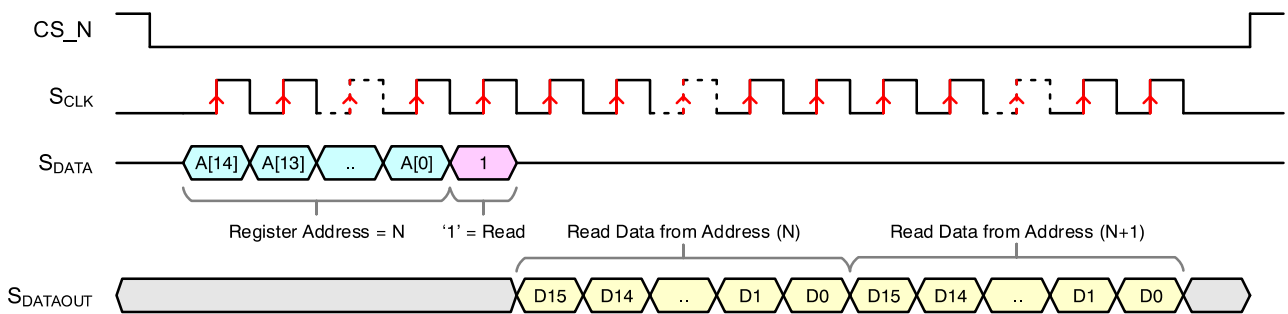 CS_N
SCLK
SDATA
A[14] A[13] .. A[0] 1
Register Address = N ‘1’ = Read Read Data from Address (N) Read Data from Address (N+1)
SDATAOUT
D15 D14 .. D1 D0 D15 D14 .. D1 D0